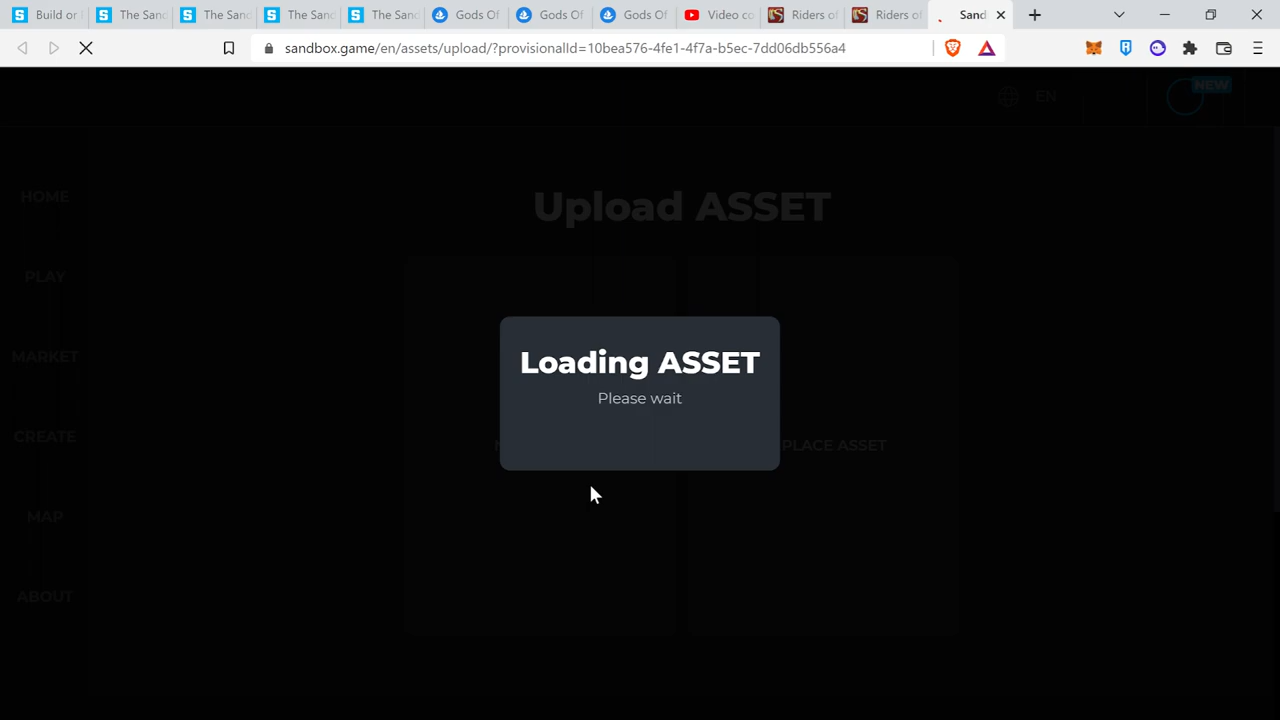 Build or
The Sand
The Sand
The Sand
The Sand
Gods Of
Gods Of
Gods Of
Video co
Riders of
Riders of
Sand
sandbox.game/en/assets/upload/?provisionalId=10bea576-4fe1-4f7a-b5ec-7dd06db556a4
EN
NEW
HOME
PLAY
MARKET
CREATE
MAP
ABOUT
Upload ASSET
Loading ASSET
Please wait
PLACE ASSET